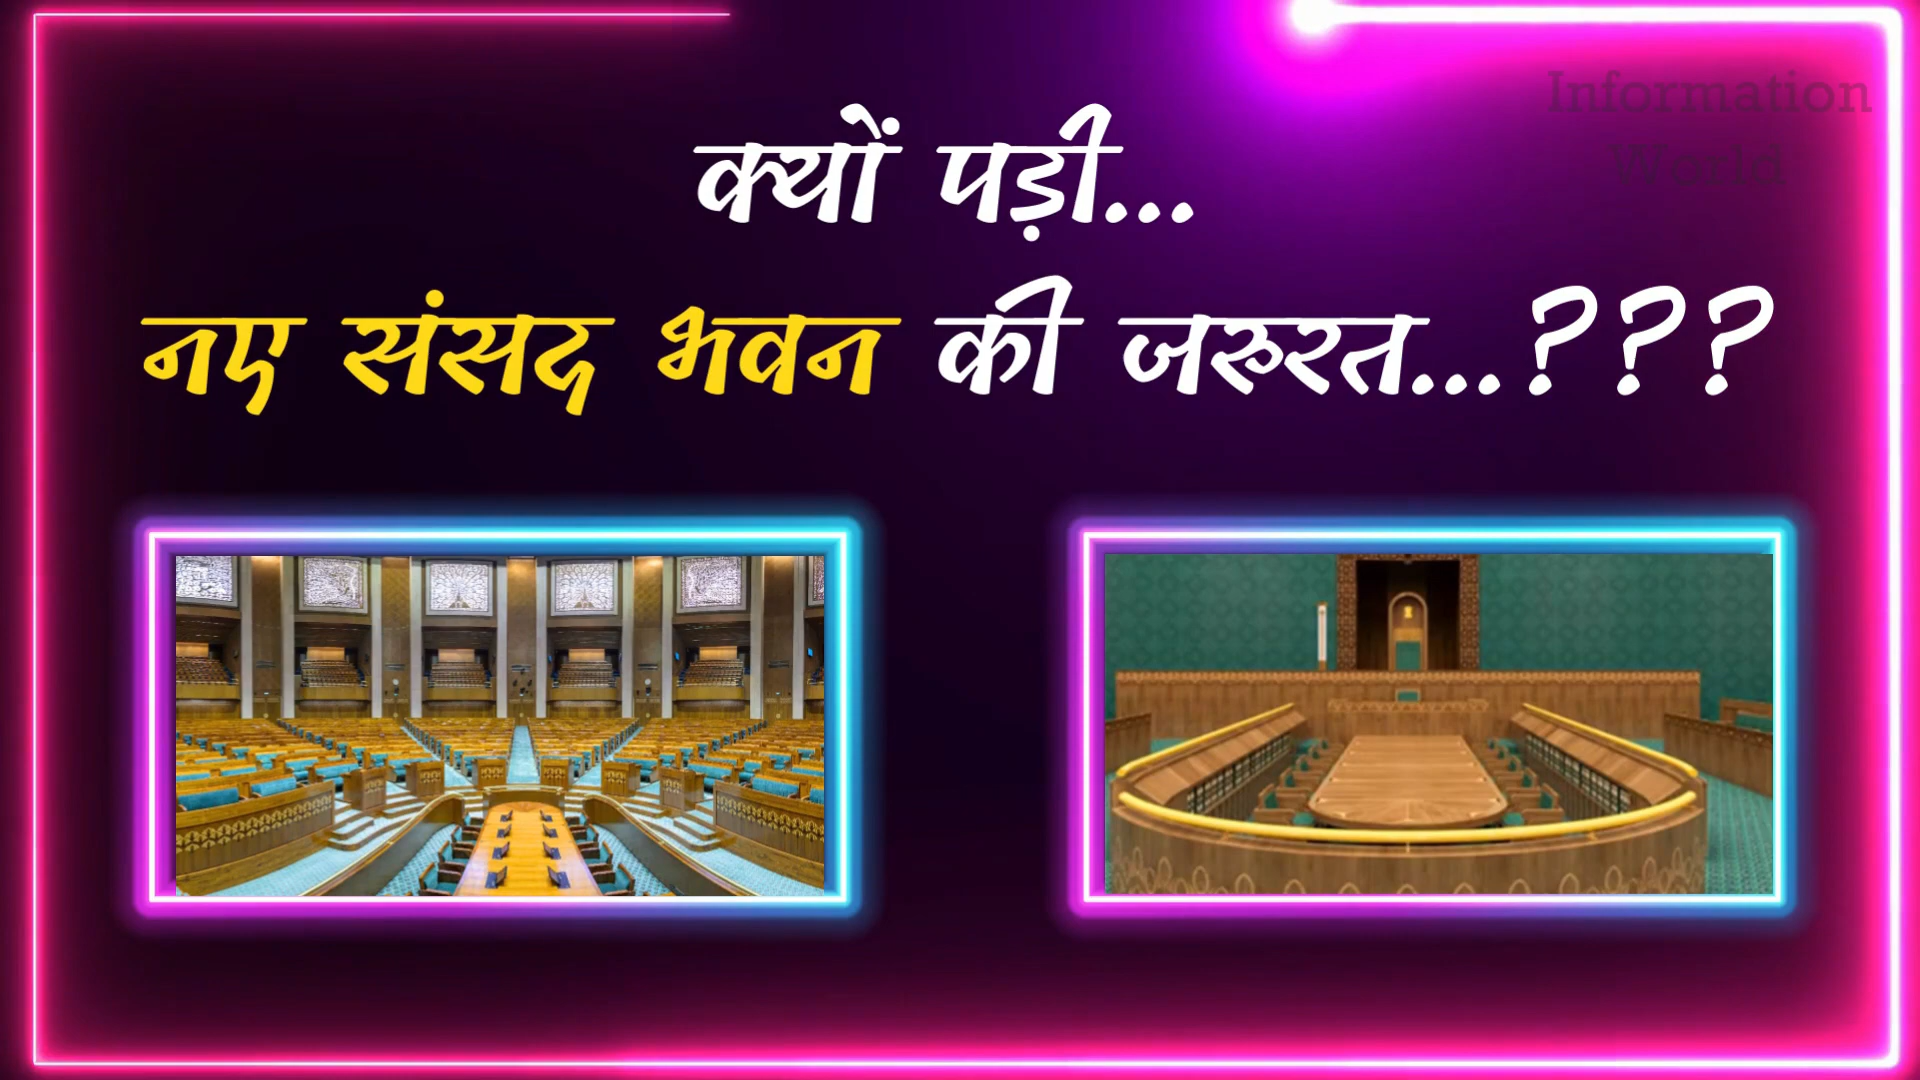 Information
World
क्यों पड़ी...
नए संसद भवन की जरुरत...???